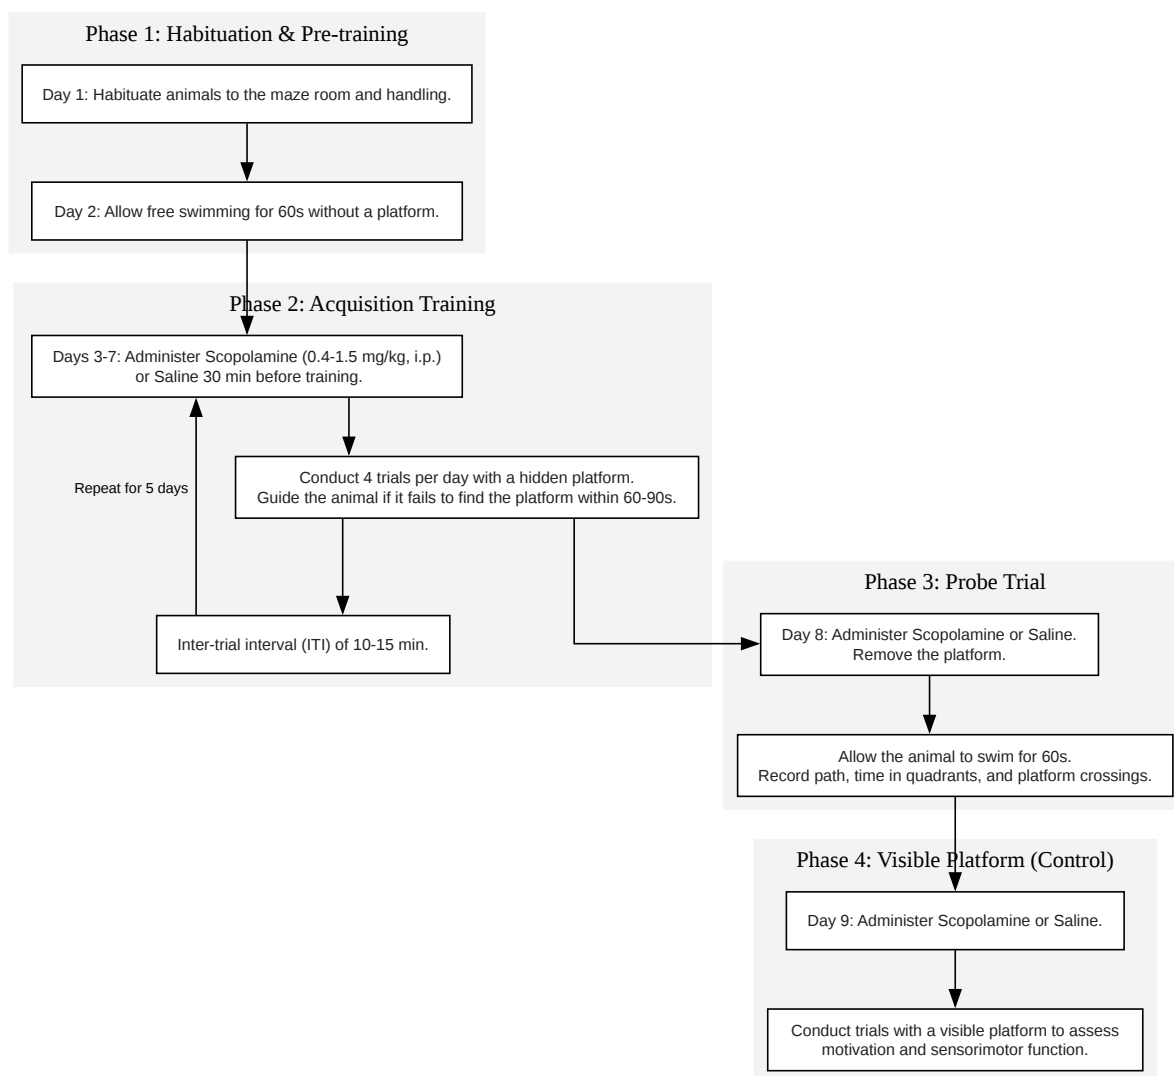 Phase 1: Habituation & Pre-training
Day 1: Habituate animals to the maze room and handling.
Day 2: Allow free swimming for 60s without a platform.
Phase 2: Acquisition Training
Days 3-7: Administer Scopolamine (0.4-1.5 mg/kg, i.p.)
or Saline 30 min before training.
Conduct 4 trials per day with a hidden platform.
Guide the animal if it fails to find the platform within 60-90s.
Repeat for 5 days
Inter-trial interval (ITI) of 10-15 min.
Phase 3: Probe Trial
Day 8: Administer Scopolamine or Saline.
Remove the platform.
Allow the animal to swim for 60s.
Record path, time in quadrants, and platform crossings.
Phase 4: Visible Platform (Control)
Day 9: Administer Scopolamine or Saline.
Conduct trials with a visible platform to assess
motivation and sensorimotor function.